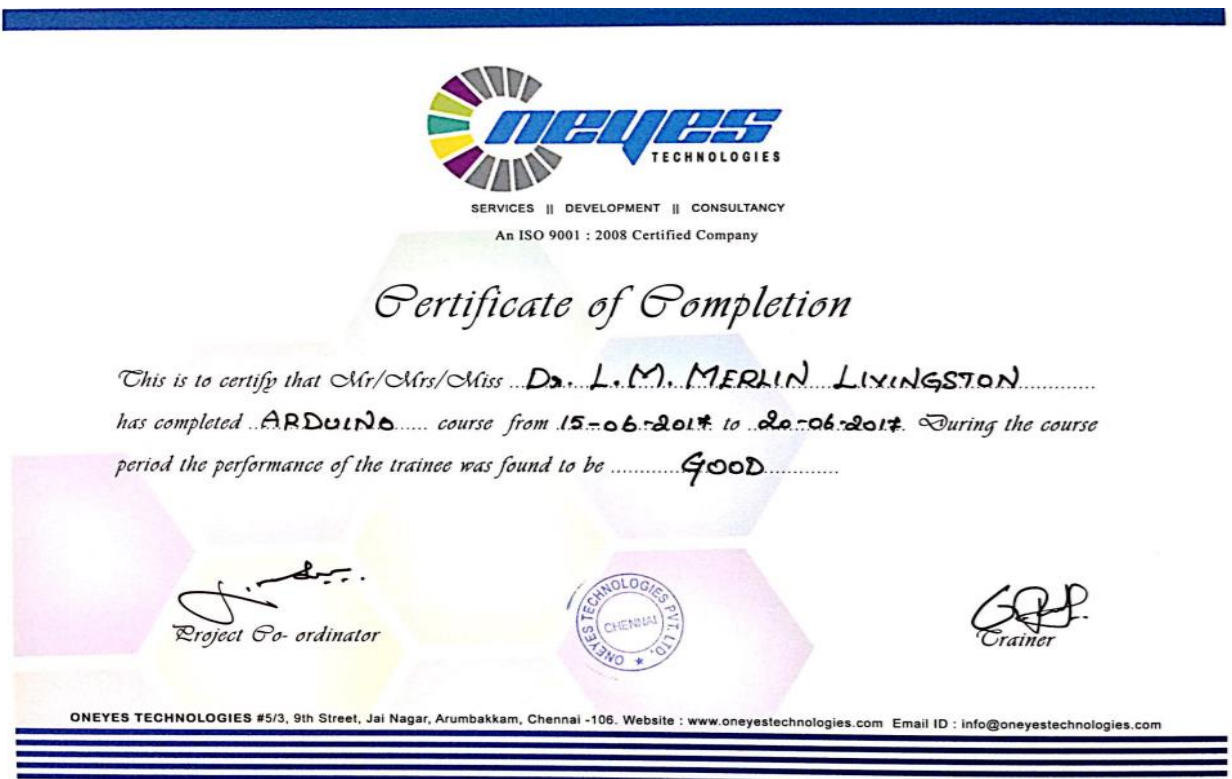 Oneyes
TECHNOLOGIES
SERVICES || DEVELOPMENT || CONSULTANCY
An ISO 9001 : 2008 Certified Company
Certificate of Completion
This is to certify that Mr/Mrs/Miss Dr. L. M. MERLIN LIVINGSTON
has completed ARDUINO course from 15-06-2017 to 20-06-2017. During the course
period the performance of the trainee was found to be GOOD
ONEYES TECHNOLOGIES PVT. LTD.
CHENNAI
Project Co- ordinator
Trainer
ONEYES TECHNOLOGIES #5/3, 9th Street, Jai Nagar, Arumbakkam, Chennai -106. Website : www.oneyestechnologies.com Email ID : info@oneyestechnologies.com